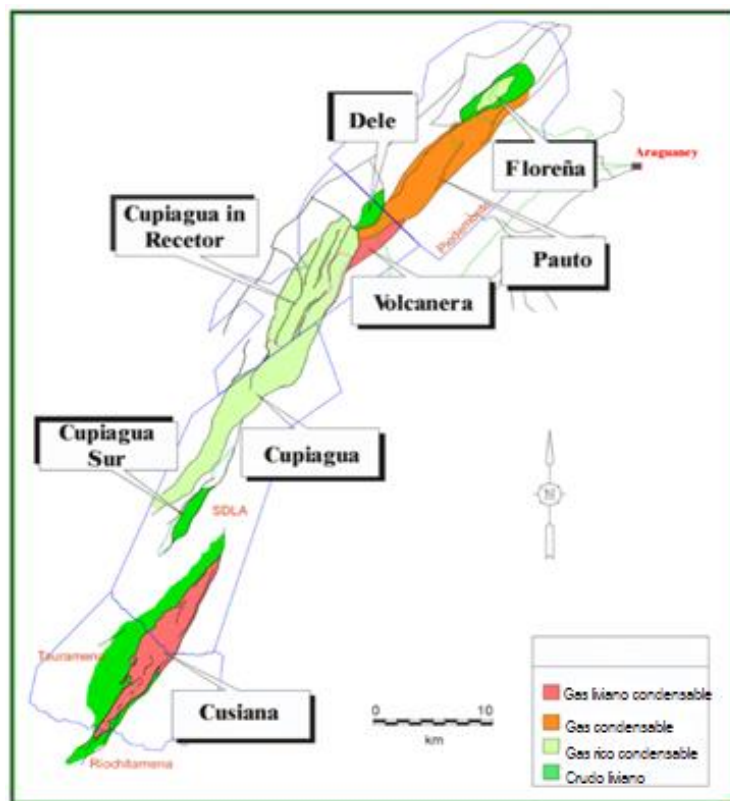 Dele
Floreña
Araguaney
Cupiagua in
Recetor
Pauto
Volcanera
Cupiagua
Sur
Cupiagua
SDLA
N
Tauramena
Cusiana
Riochitamena
0 10
km
Gas liviano condensable
Gas condensable
Gas rico condensable
Crudo liviano